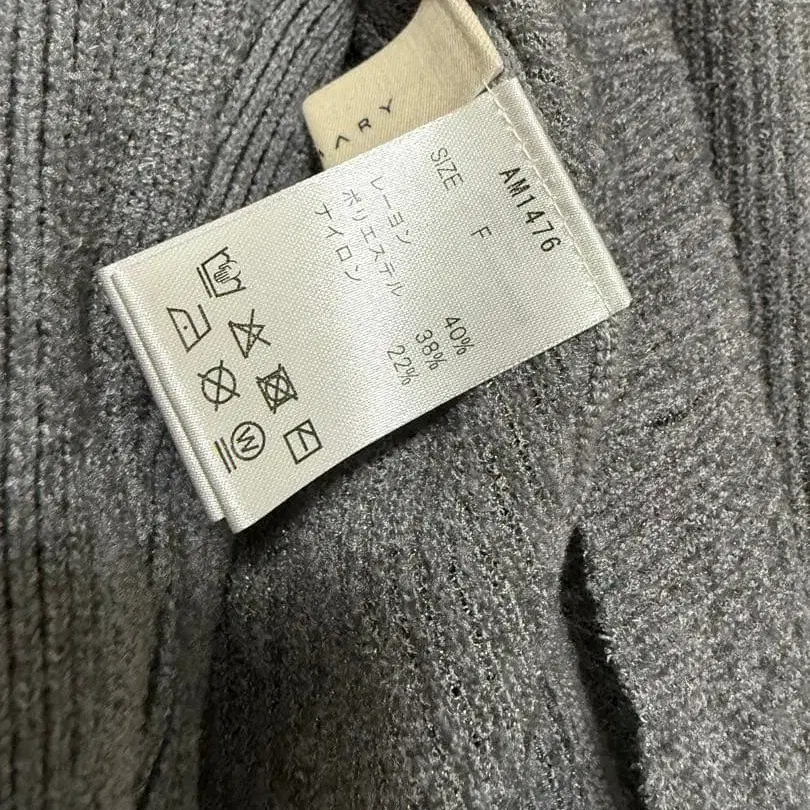 ARY
AM1476
SIZE F
レーヨン 40%
ポリエステル 38%
ナイロン 22%
W